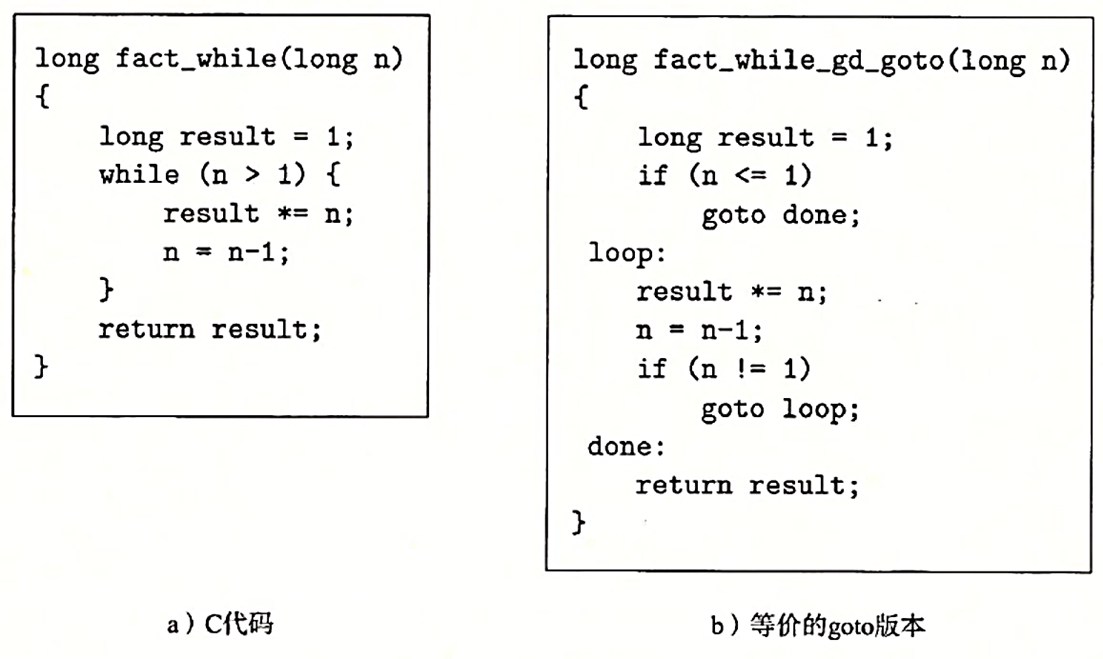 long fact_while(long n)
{
    long result = 1;
    while (n > 1) {
        result *= n;
        n = n-1;
    }
    return result;
}
a）C代码
long fact_while_gd_goto(long n)
{
    long result = 1;
    if (n <= 1)
        goto done;
 loop:
    result *= n;
    n = n-1;
    if (n != 1)
        goto loop;
 done:
    return result;
}
b）等价的goto版本